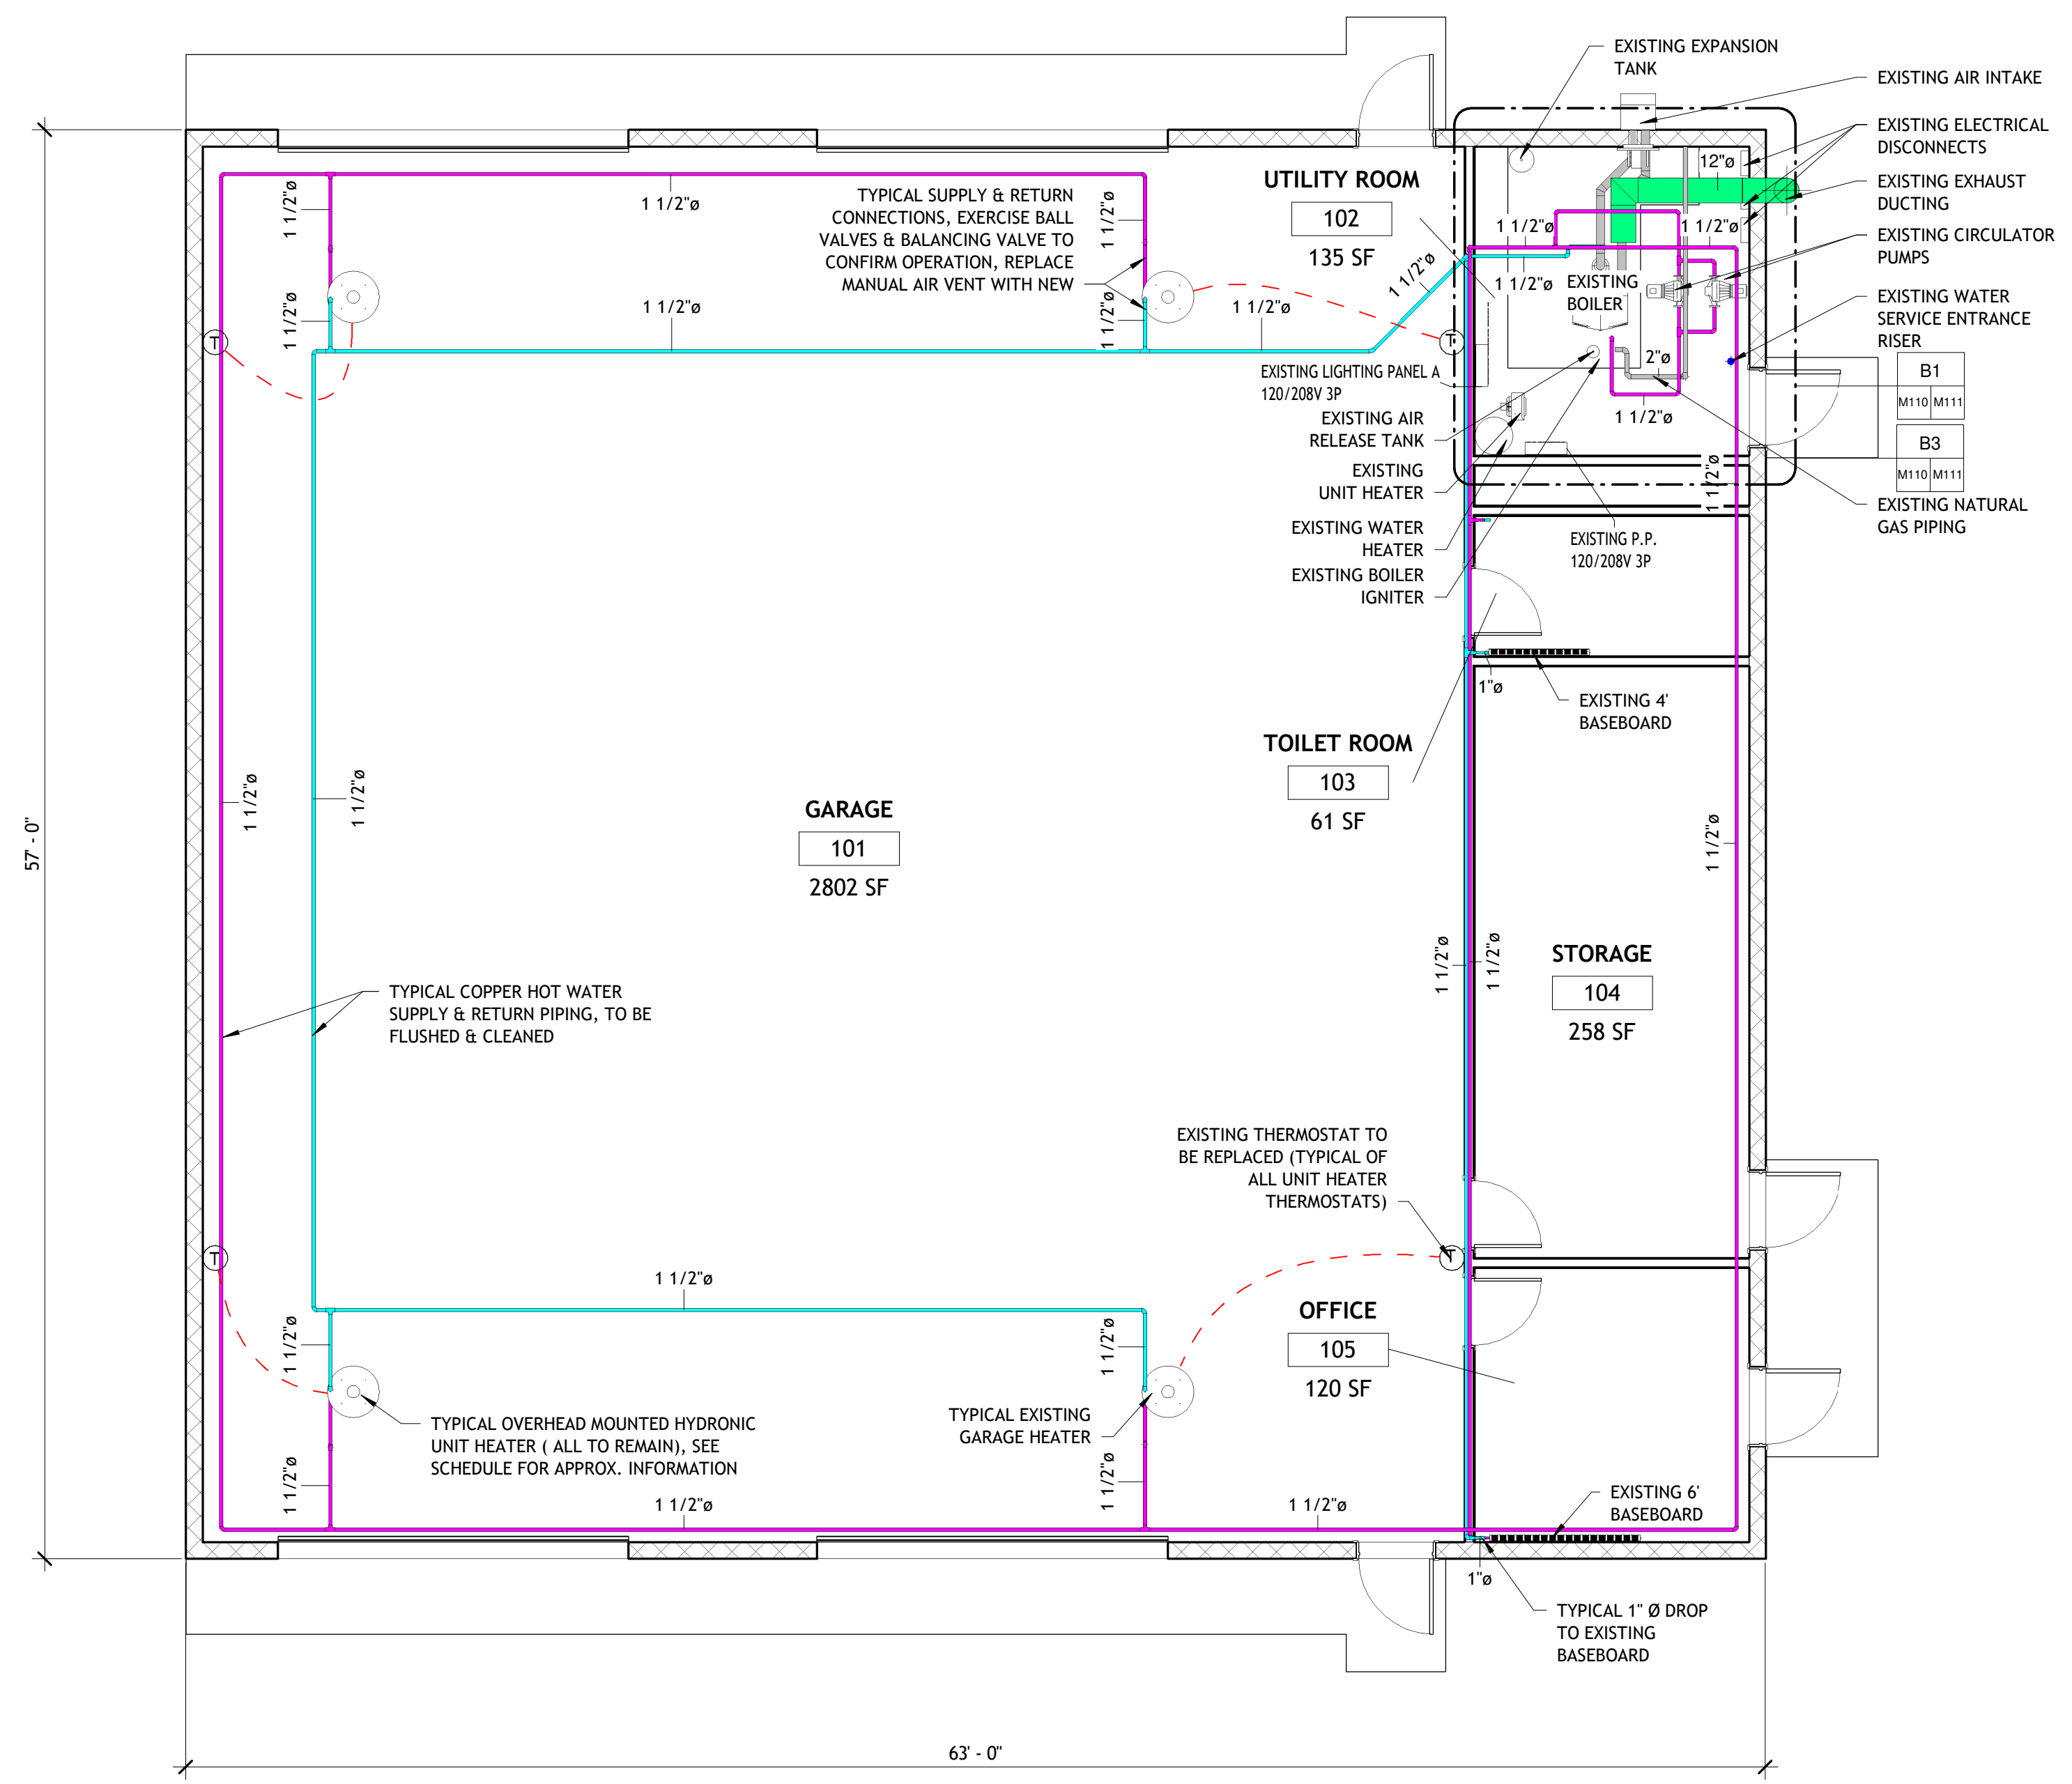 EXISTING EXPANSION
TANK
EXISTING AIR INTAKE
EXISTING ELECTRICAL
DISCONNECTS
EXISTING EXHAUST
DUCTING
EXISTING CIRCULATOR
PUMPS
EXISTING WATER
SERVICE ENTRANCE
RISER
B1
M110 M111
B3
M110 M111
EXISTING NATURAL
GAS PIPING
12"ø
1 1/2"ø
1 1/2"ø
1 1/2"ø
1 1/2"ø
EXISTING
BOILER
2"ø
1 1/2"ø
1 1/2"ø
UTILITY ROOM
102
135 SF
TYPICAL SUPPLY & RETURN
CONNECTIONS, EXERCISE BALL
VALVES & BALANCING VALVE TO
CONFIRM OPERATION, REPLACE
MANUAL AIR VENT WITH NEW
1 1/2"ø
1 1/2"ø
1 1/2"ø
1 1/2"ø
1 1/2"ø
1 1/2"ø
1 1/2"ø
T
T
EXISTING LIGHTING PANEL A
120/208V 3P
EXISTING AIR
RELEASE TANK
EXISTING
UNIT HEATER
EXISTING WATER
HEATER
EXISTING BOILER
IGNITER
EXISTING P.P.
120/208V 3P
1"ø
EXISTING 4'
BASEBOARD
TOILET ROOM
103
61 SF
GARAGE
101
2802 SF
57' - 0"
1 1/2"ø
1 1/2"ø
1 1/2"ø
1 1/2"ø
1 1/2"ø
STORAGE
104
258 SF
TYPICAL COPPER HOT WATER
SUPPLY & RETURN PIPING, TO BE
FLUSHED & CLEANED
EXISTING THERMOSTAT TO
BE REPLACED (TYPICAL OF
ALL UNIT HEATER
THERMOSTATS)
T
T
1 1/2"ø
1 1/2"ø
1 1/2"ø
OFFICE
105
120 SF
TYPICAL OVERHEAD MOUNTED HYDRONIC
UNIT HEATER ( ALL TO REMAIN), SEE
SCHEDULE FOR APPROX. INFORMATION
TYPICAL EXISTING
GARAGE HEATER
1 1/2"ø
1 1/2"ø
1 1/2"ø
1 1/2"ø
EXISTING 6'
BASEBOARD
1"ø
TYPICAL 1" Ø DROP
TO EXISTING
BASEBOARD
63' - 0"